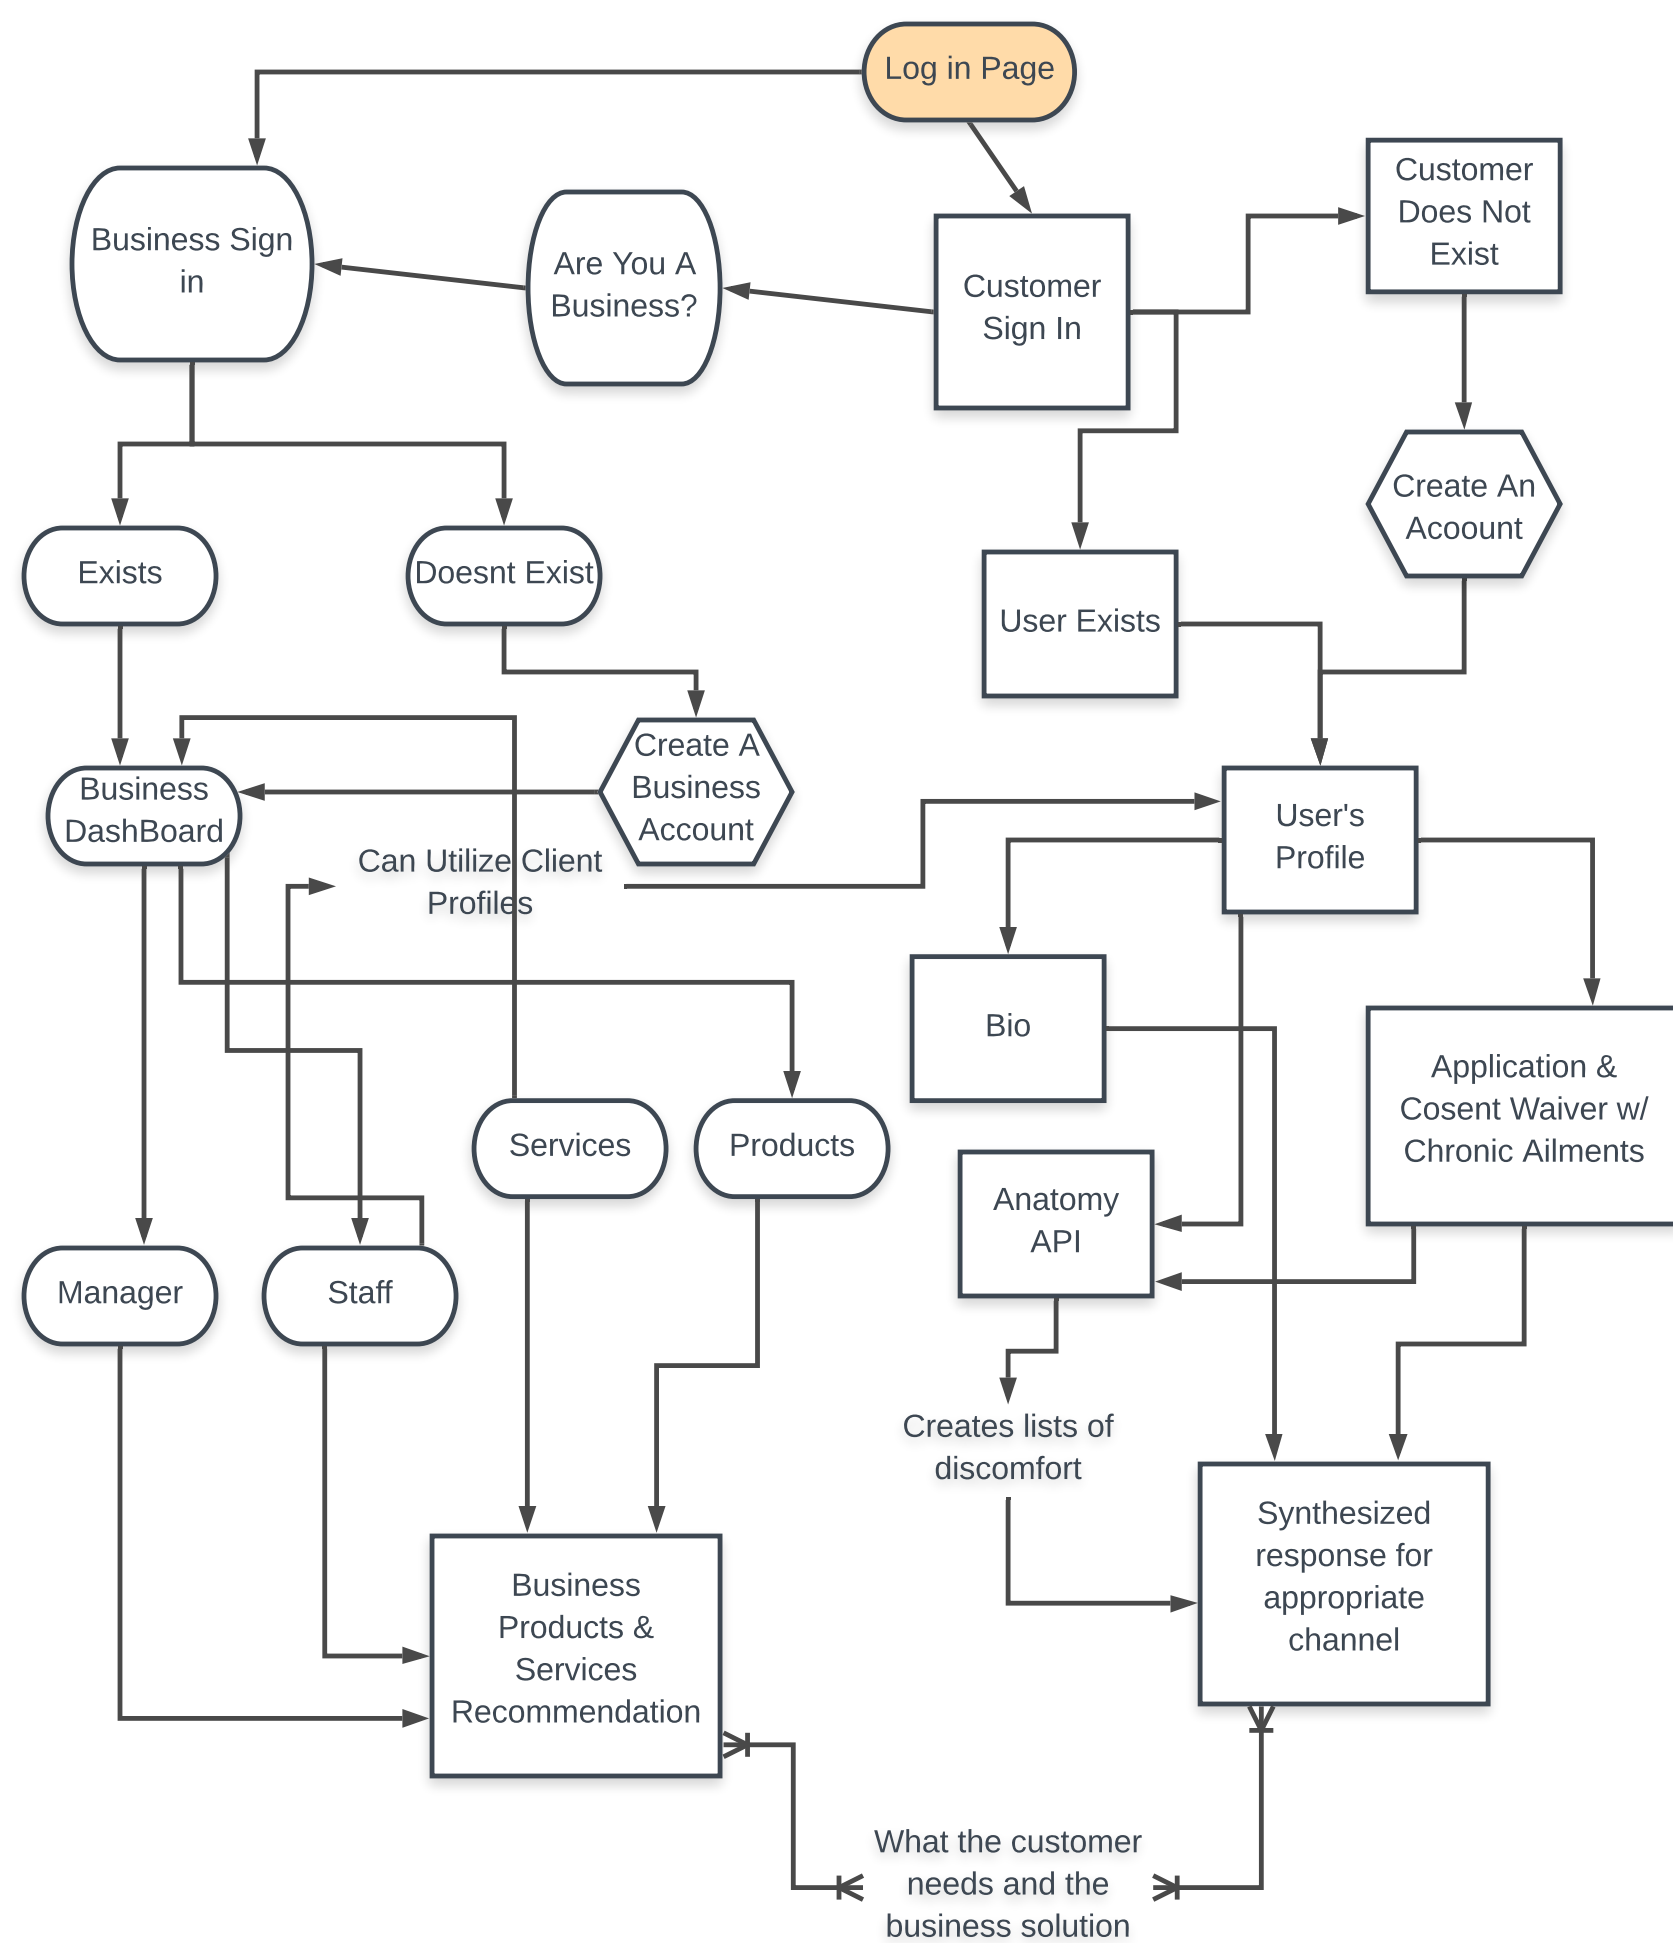 Log in Page
Customer
Does Not
Exist
Business Sign
in
Are You A
Business?
Customer
Sign In
Create An
Acoount
Exists
Doesnt Exist
User Exists
Create A
Business
Account
Business
DashBoard
Can Utilize Client
Profiles
User's
Profile
Bio
Application &
Cosent Waiver w/
Chronic Ailments
Services
Products
Anatomy
API
Manager
Staff
Creates lists of
discomfort
Synthesized
response for
appropriate
channel
Business
Products &
Services
Recommendation
What the customer
needs and the
business solution